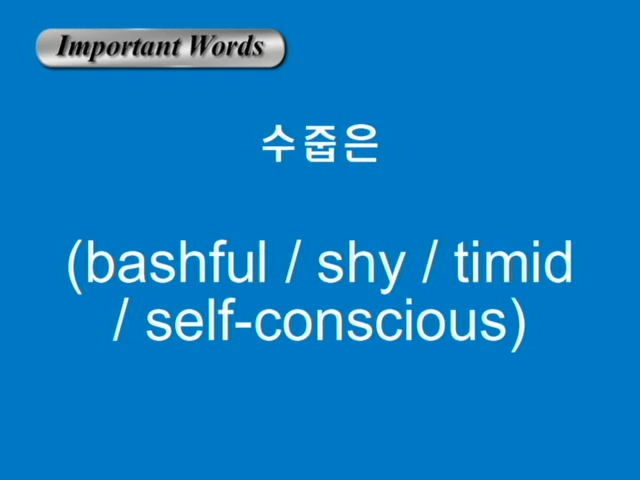 Important Words
수줍은
(bashful / shy / timid
/ self-conscious)